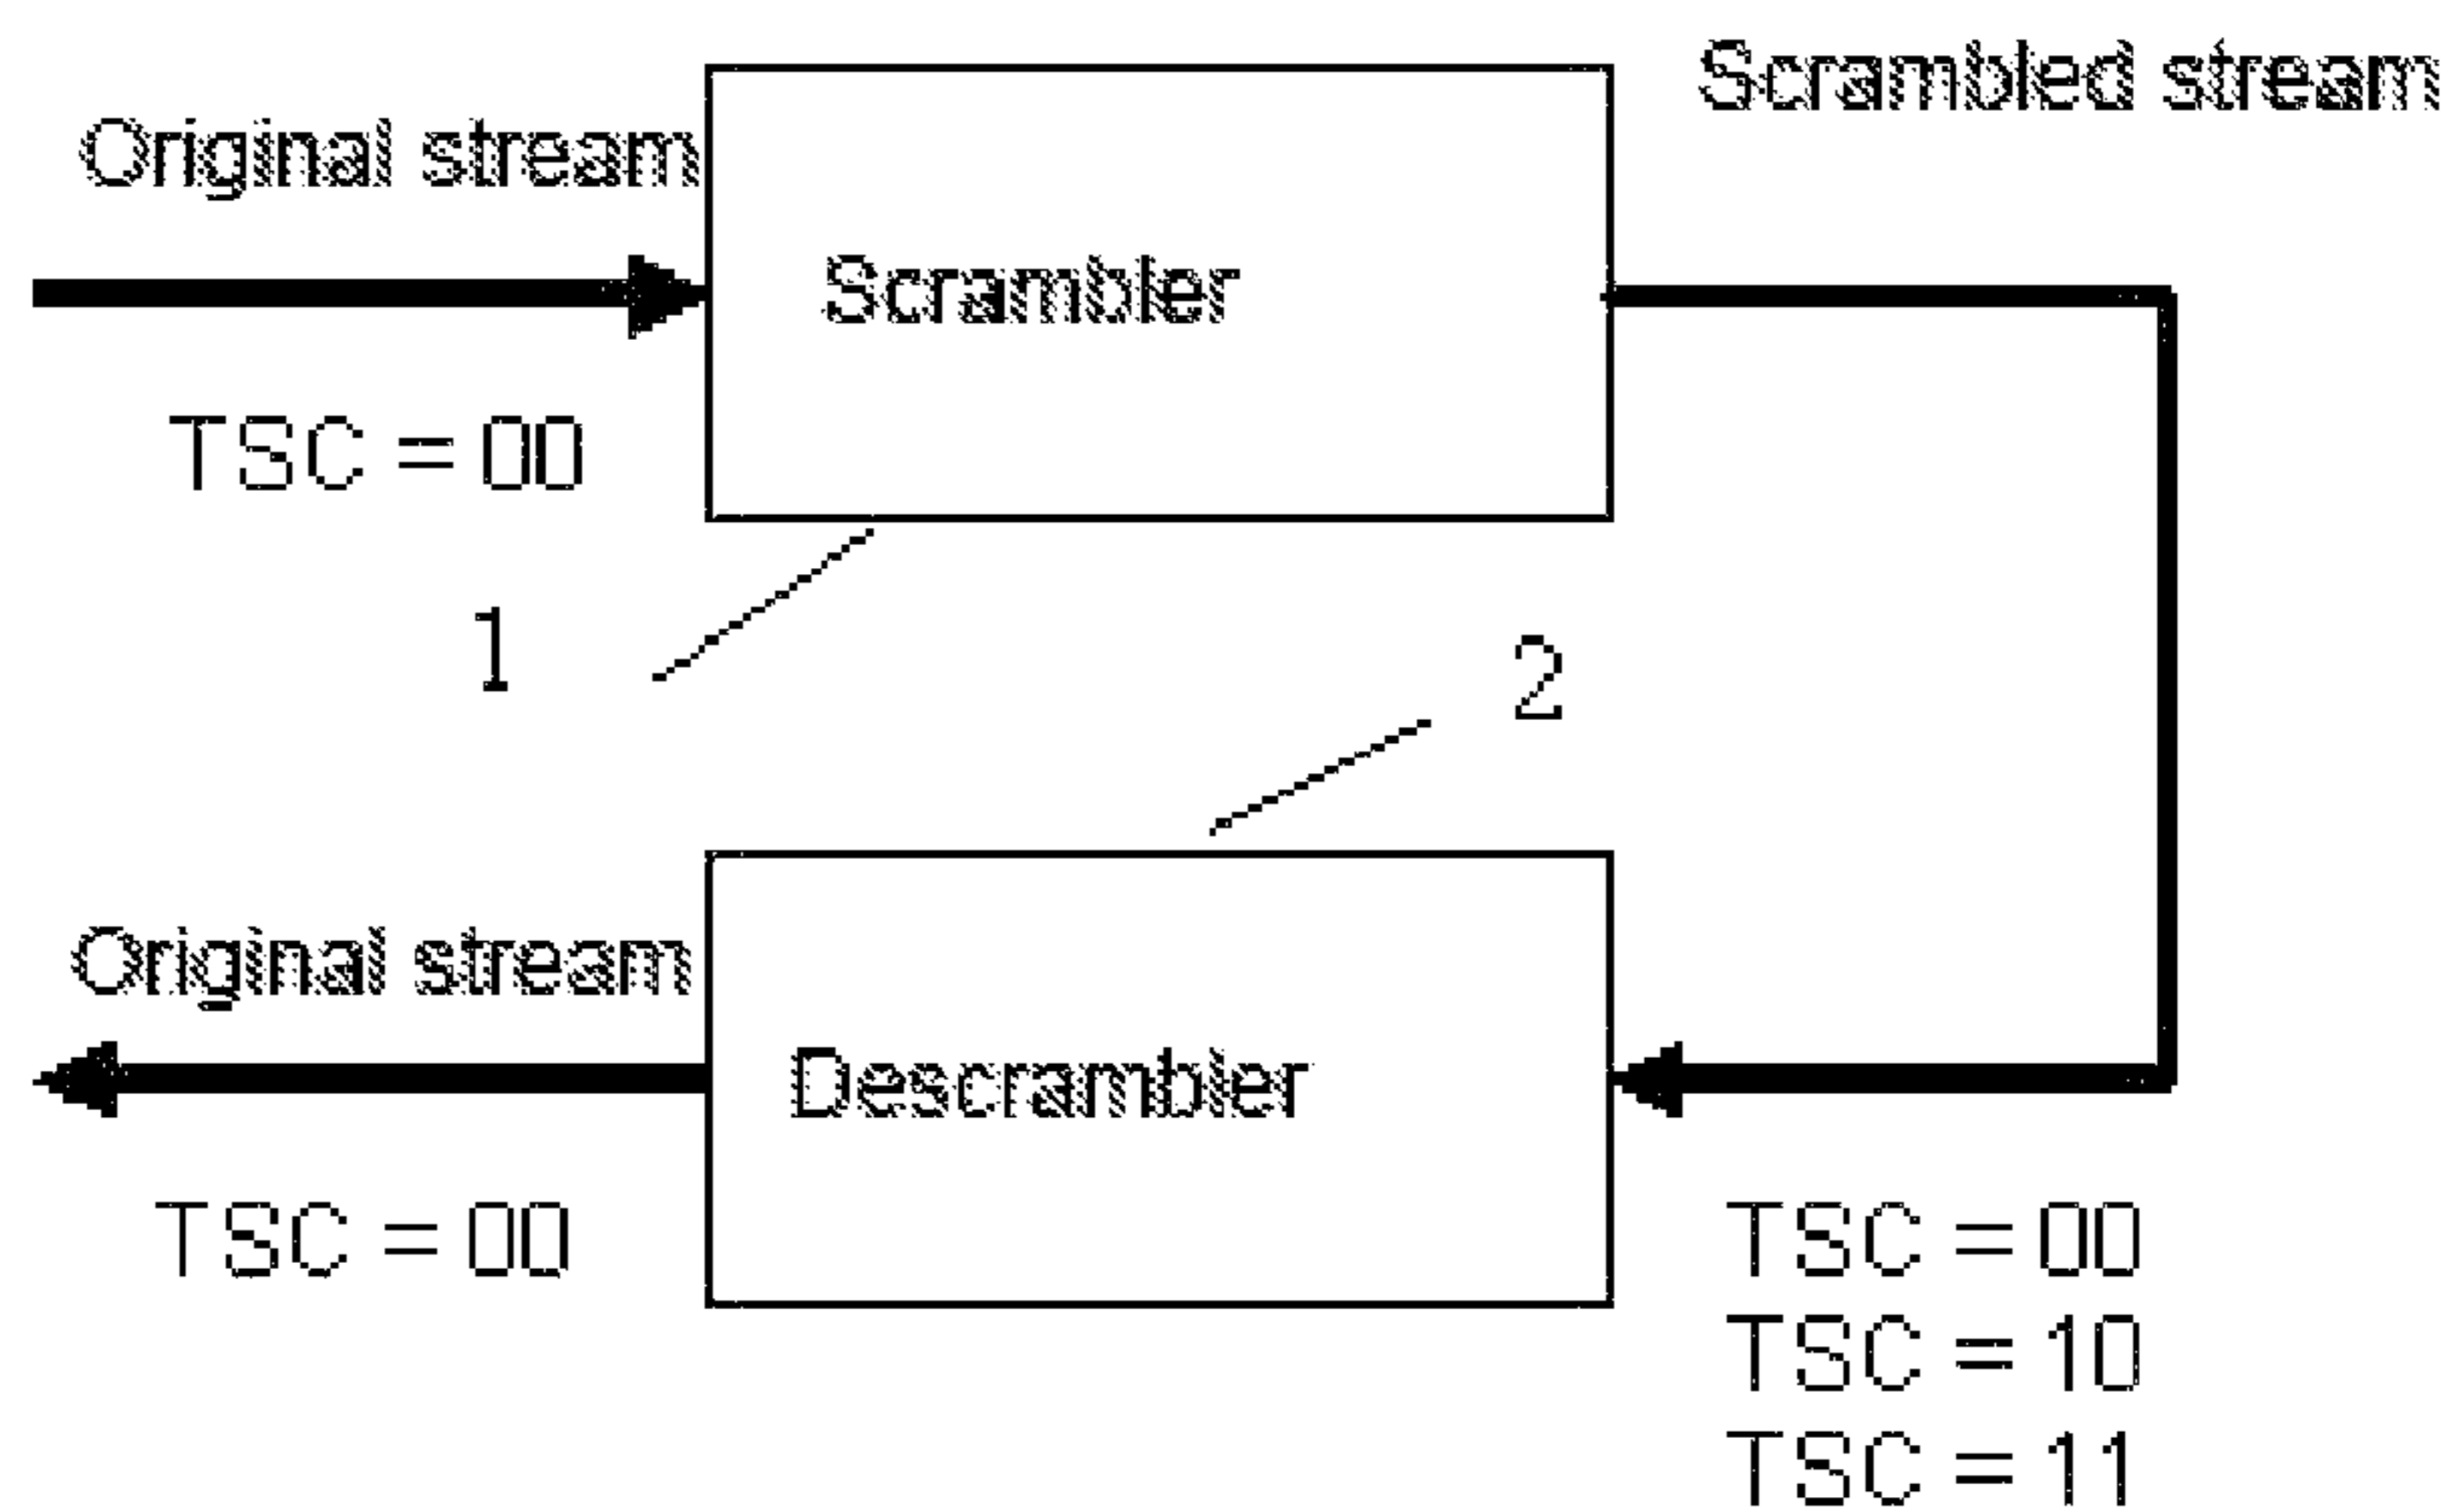 Scrambled stream
Original stream
Scrambler
TSC = 00
1
2
Original stream
Descrambler
TSC = 00
TSC = 00
TSC = 10
TSC = 11